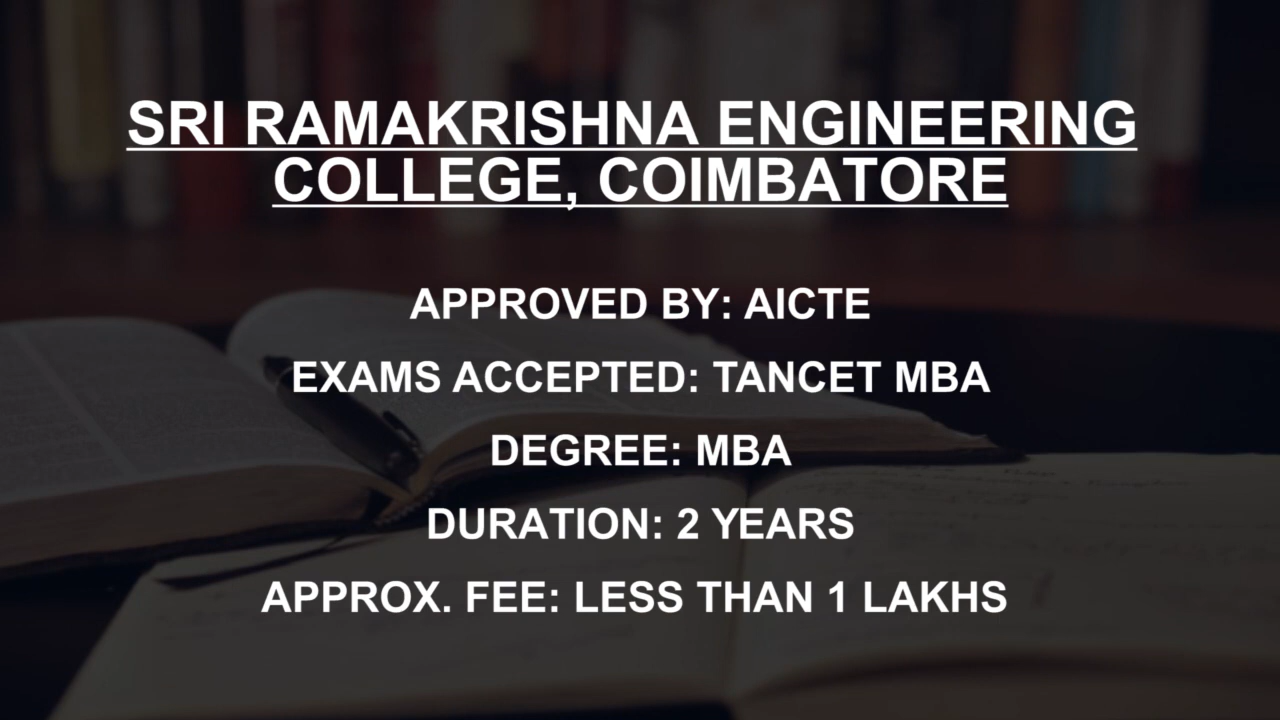 SRI RAMAKRISHNA ENGINEERING
COLLEGE, COIMBATORE
APPROVED BY: AICTE
EXAMS ACCEPTED: TANCET MBA
DEGREE: MBA
DURATION: 2 YEARS
APPROX. FEE: LESS THAN 1 LAKHS